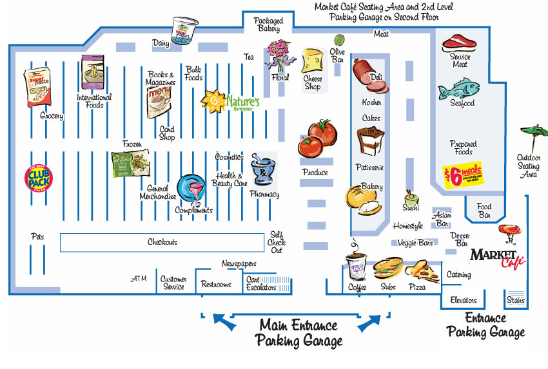 Market Café Seating Area and 2nd Level
Parking Garage on Second Floor
Packaged
Bakery
Dairy
Meat
Olive
Bar
Tea
Floral
Cheese
Shop
Deli
Service
Meat
Bulk
Foods
Books &
Magazines
International
Foods
Grocery
Nature's
Kosher
Seafood
Card
Shop
Cakes
Frozen
Cosmetics
Health &
Beauty Care
Pharmacy
Produce
Patisserie
Prepared
Foods
$6 meals
Outdoor
Seating
Area
CLUB
PACK
General
Merchandise
Compliments
Bakery
Sushi
Asian
Bar
Food
Bar
Homestyle
Pets
Checkouts
Self
Check
Out
Veggie Bars
Dense
Bar
MARKET
Café
Newspapers
ATM
Customer
Service
Restrooms
Cart
Escalators
Coffee
Subs
Pizza
Catering
Elevators
Stairs
Main Entrance
Parking Garage
Entrance
Parking Garage